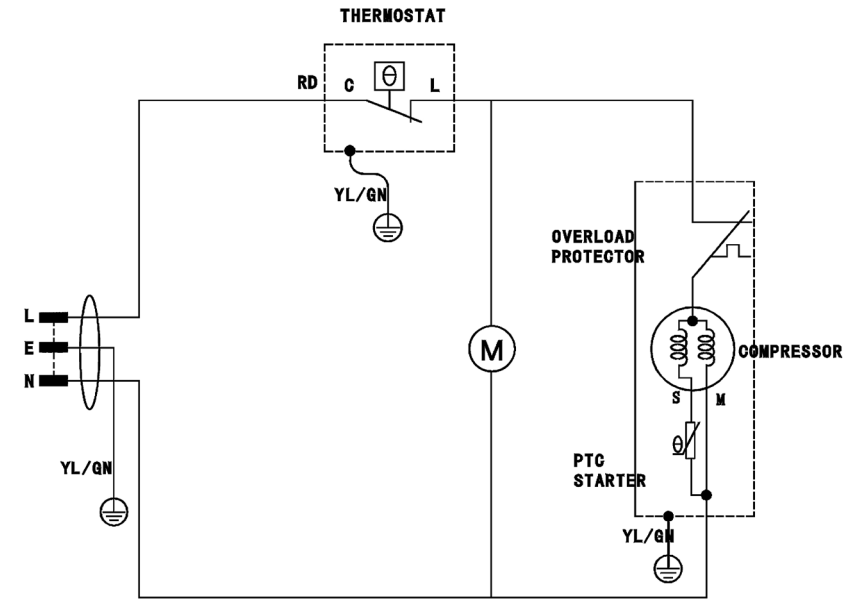 THERMOSTAT
θ
RD
C
L
YL/GN
OVERLOAD
PROTECTOR
L
E
N
M
COMPRESSOR
S
M
θ
PTC
STARTER
YL/GN
YL/GN